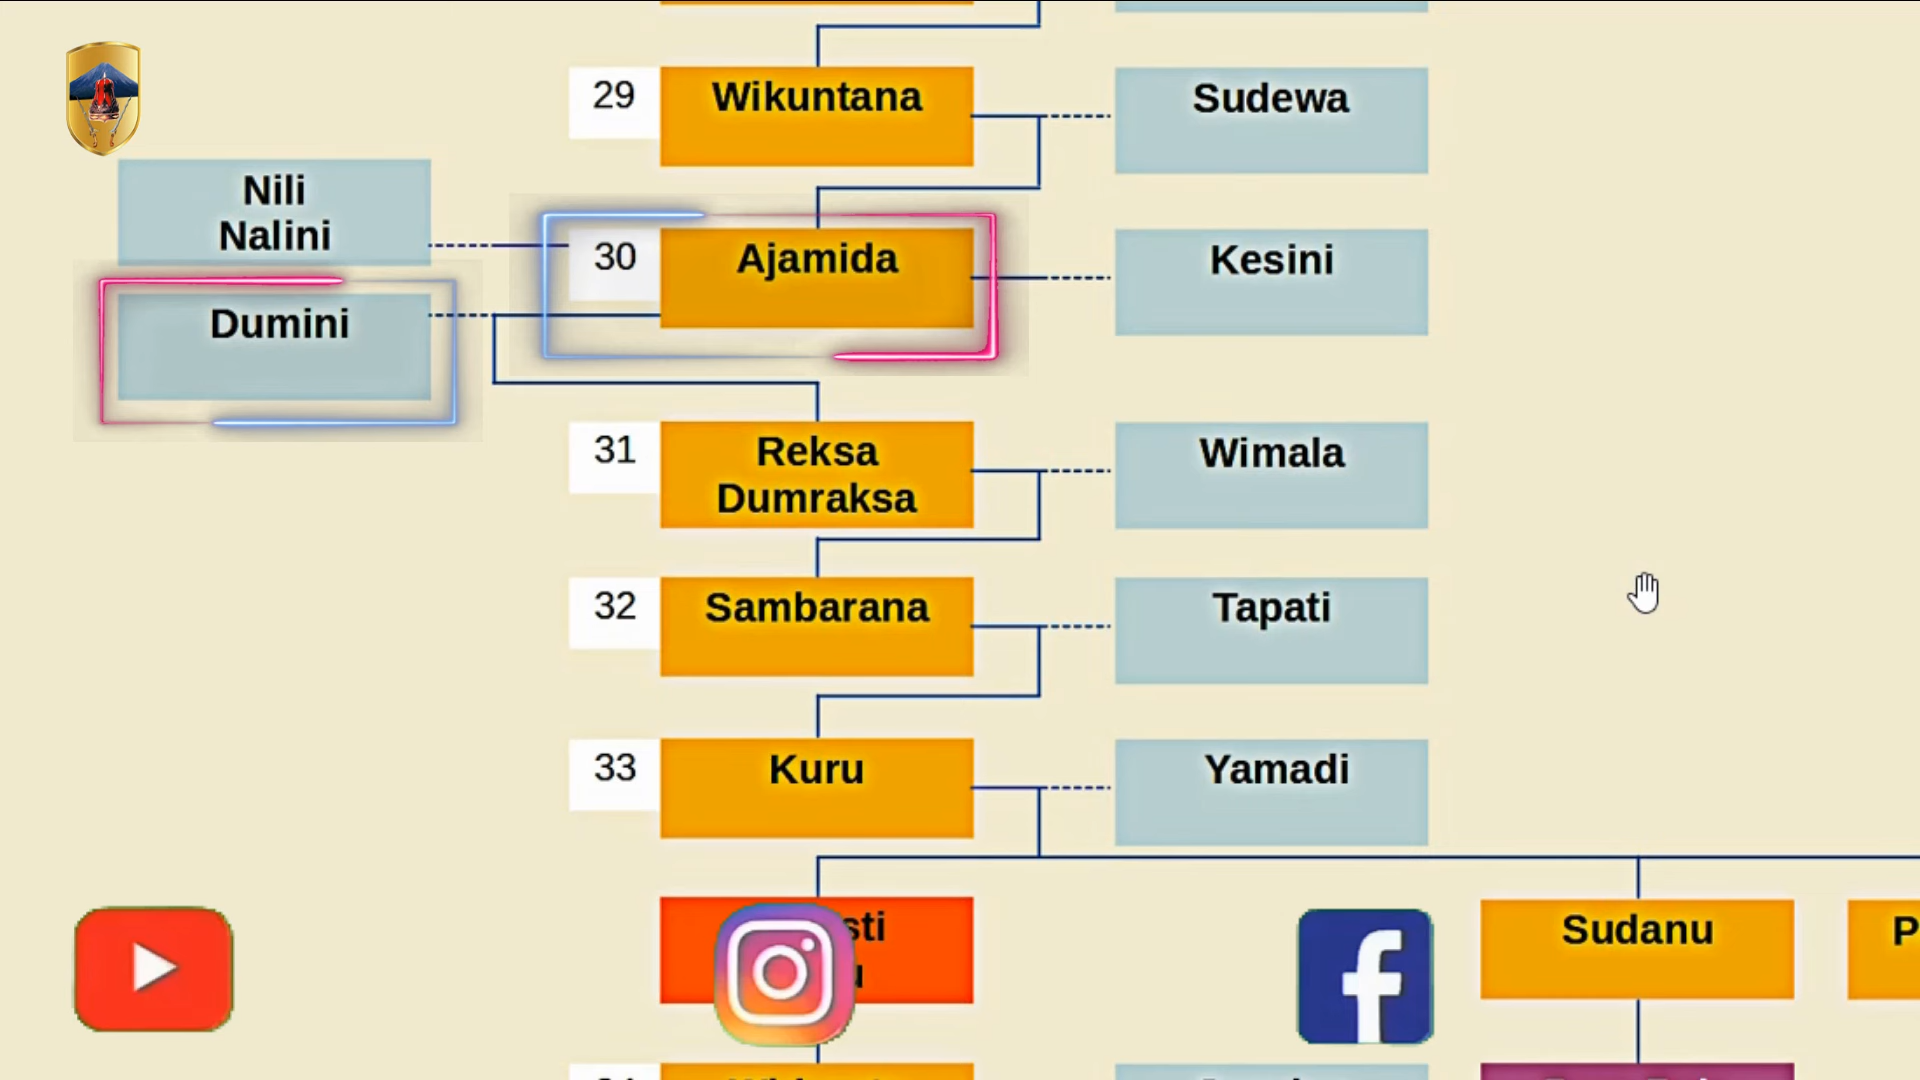 29
Wikuntana
Sudewa
Nili
Nalini
30
Ajamida
Kesini
Dumini
31
Reksa
Dumraksa
Wimala
32
Sambarana
Tapati
33
Kuru
Yamadi
Sudanu